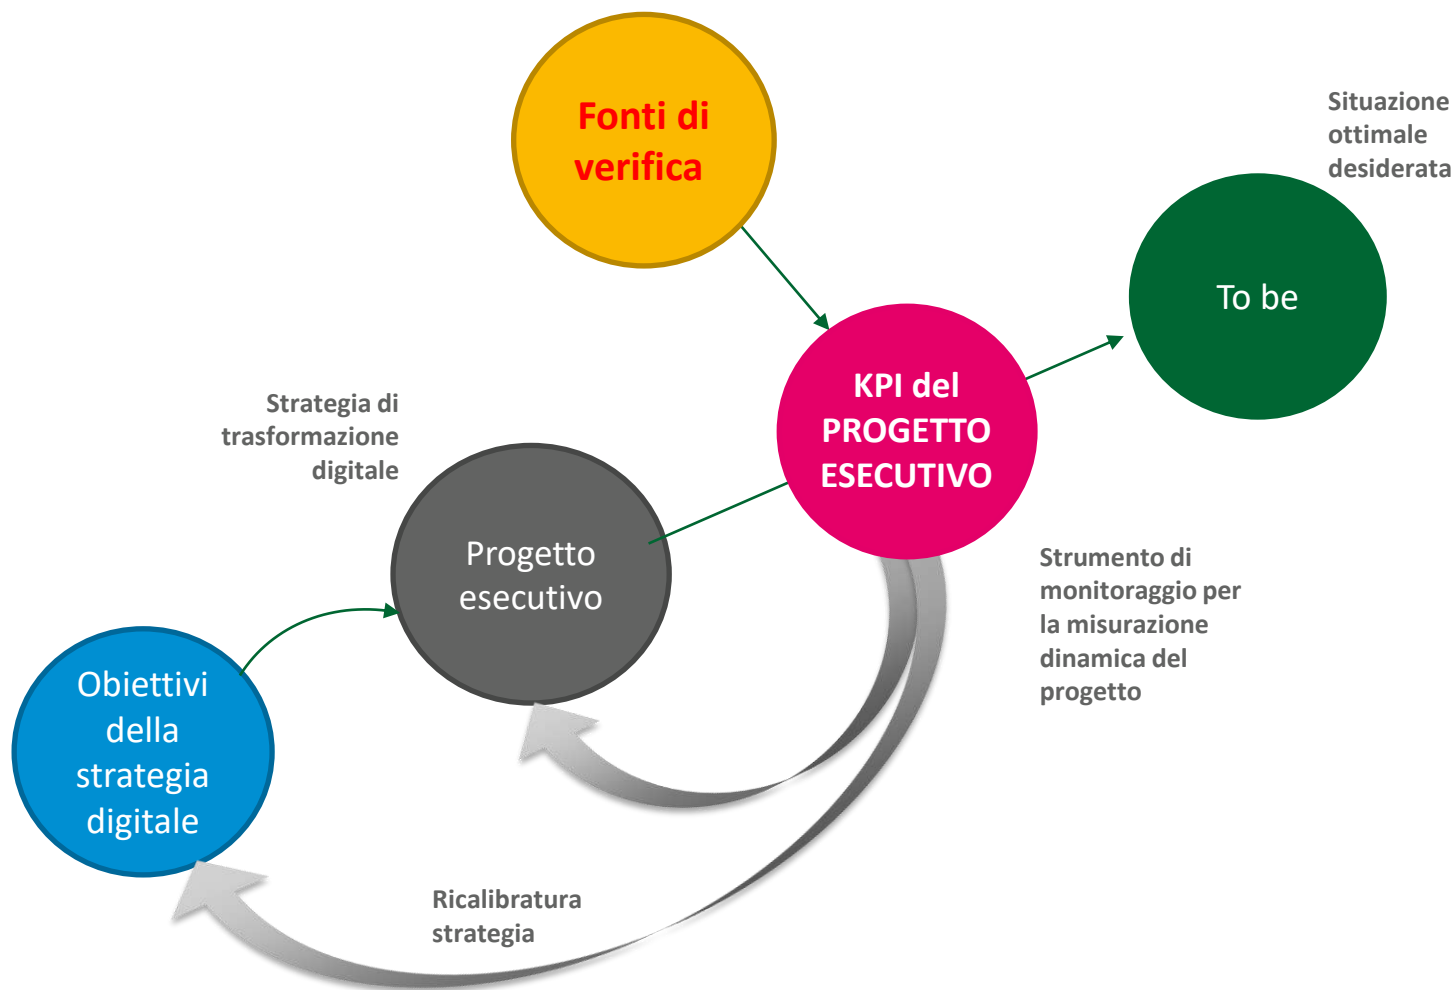 Fonti di
verifica
Situazione
ottimale
desiderata
To be
KPI del
PROGETTO
ESECUTIVO
Strategia di
trasformazione
digitale
Progetto
esecutivo
Strumento di
monitoraggio per
la misurazione
dinamica del
progetto
Obiettivi
della
strategia
digitale
Ricalibratura
strategia